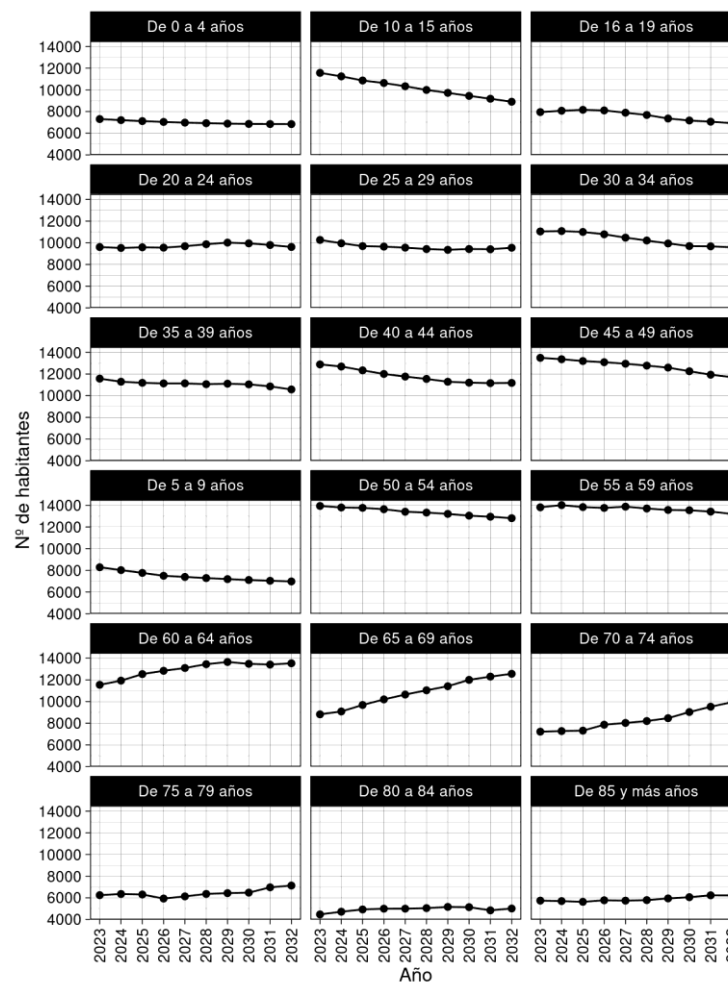 De 0 a 4 años
De 10 a 15 años
De 16 a 19 años
14000
12000
10000
8000
6000
4000
De 20 a 24 años
De 25 a 29 años
De 30 a 34 años
14000
12000
10000
8000
6000
4000
De 35 a 39 años
De 40 a 44 años
De 45 a 49 años
14000
12000
10000
8000
6000
4000
Nº de habitantes
De 5 a 9 años
De 50 a 54 años
De 55 a 59 años
14000
12000
10000
8000
6000
4000
De 60 a 64 años
De 65 a 69 años
De 70 a 74 años
14000
12000
10000
8000
6000
4000
De 75 a 79 años
De 80 a 84 años
De 85 y más años
14000
12000
10000
8000
6000
4000
2023 2024 2025 2026 2027 2028 2029 2030 2031 2032
2023 2024 2025 2026 2027 2028 2029 2030 2031 2032
2023 2024 2025 2026 2027 2028 2029 2030 2031
Año